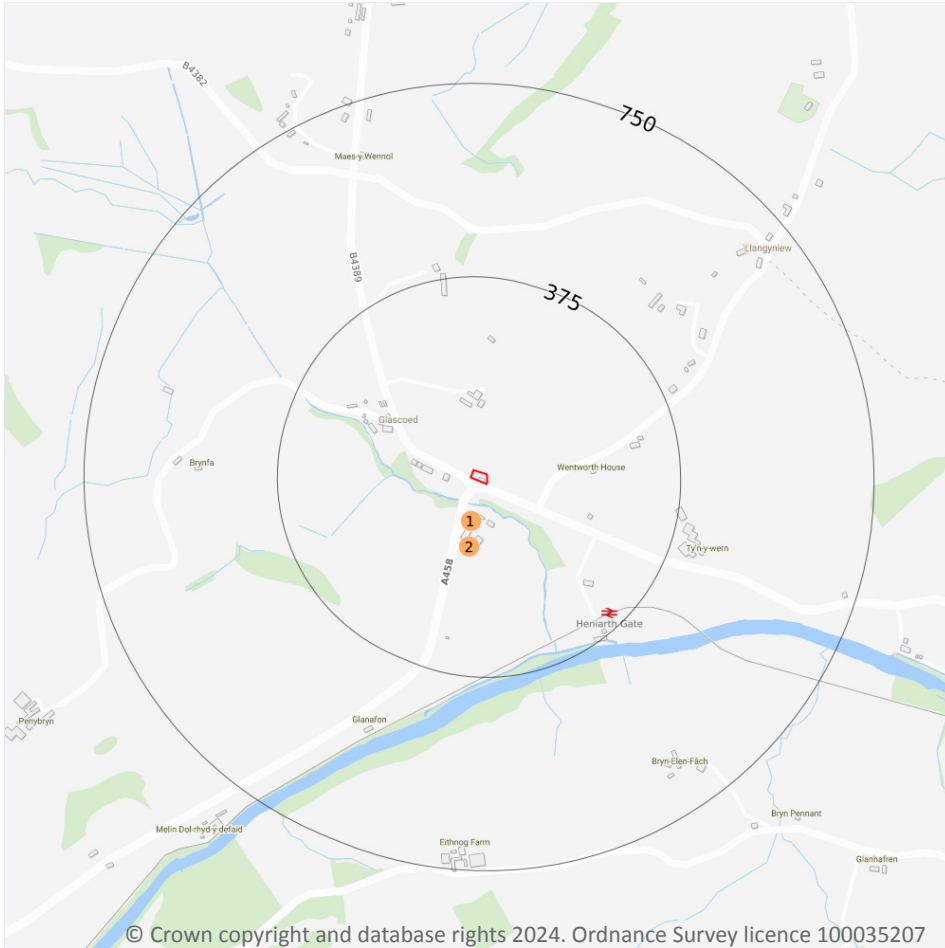 B4382
750
Maes y Wennol
Llangyniew
B4389
375
Glascoed
Brynfa
Wentworth House
1
Ty'n-y-wern
2
A458
Heniarth Gate
Penybryn
Glanafon
Bryn Elen Fâch
Bryn Pennant
Melin Dol-rhyd-y-defaid
Eithnog Farm
Glanhafren
© Crown copyright and database rights 2024. Ordnance Survey licence 100035207